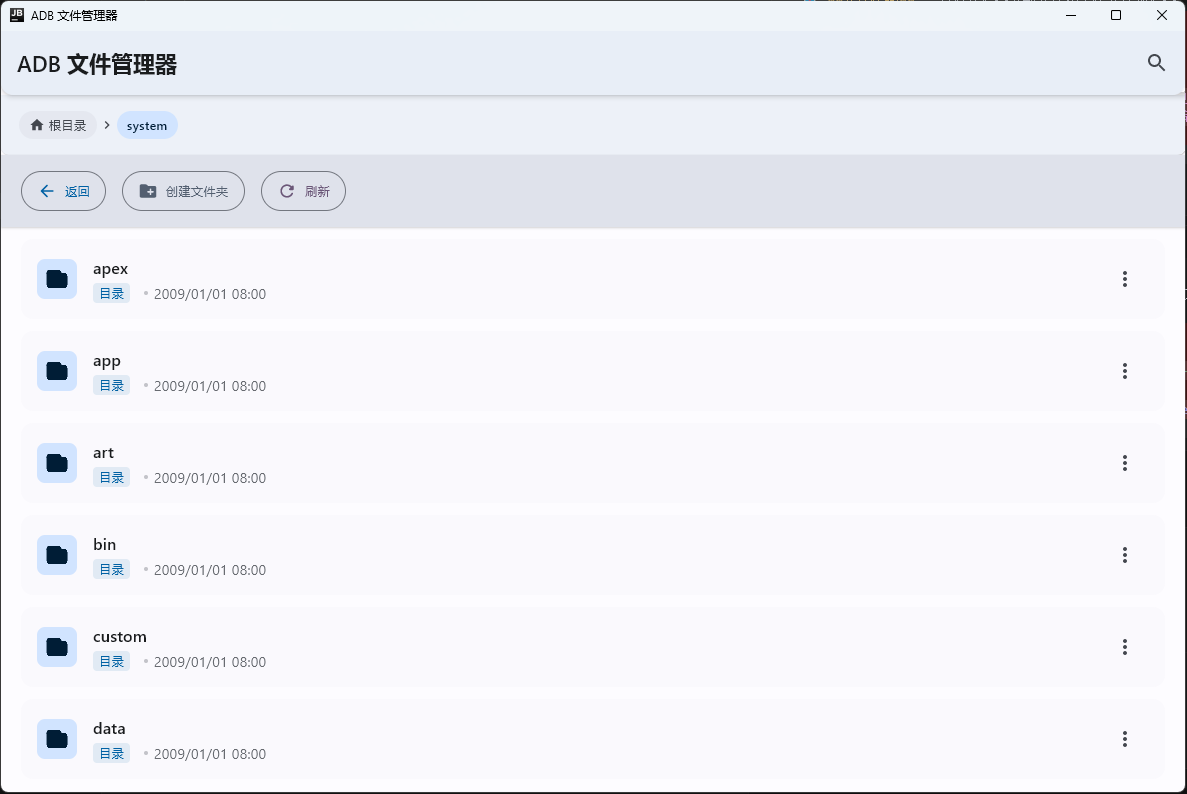 JB ADB 文件管理器
ADB 文件管理器
根目录 system
返回 创建文件夹 刷新
apex
目录 • 2009/01/01 08:00
app
目录 • 2009/01/01 08:00
art
目录 • 2009/01/01 08:00
bin
目录 • 2009/01/01 08:00
custom
目录 • 2009/01/01 08:00
data
目录 • 2009/01/01 08:00